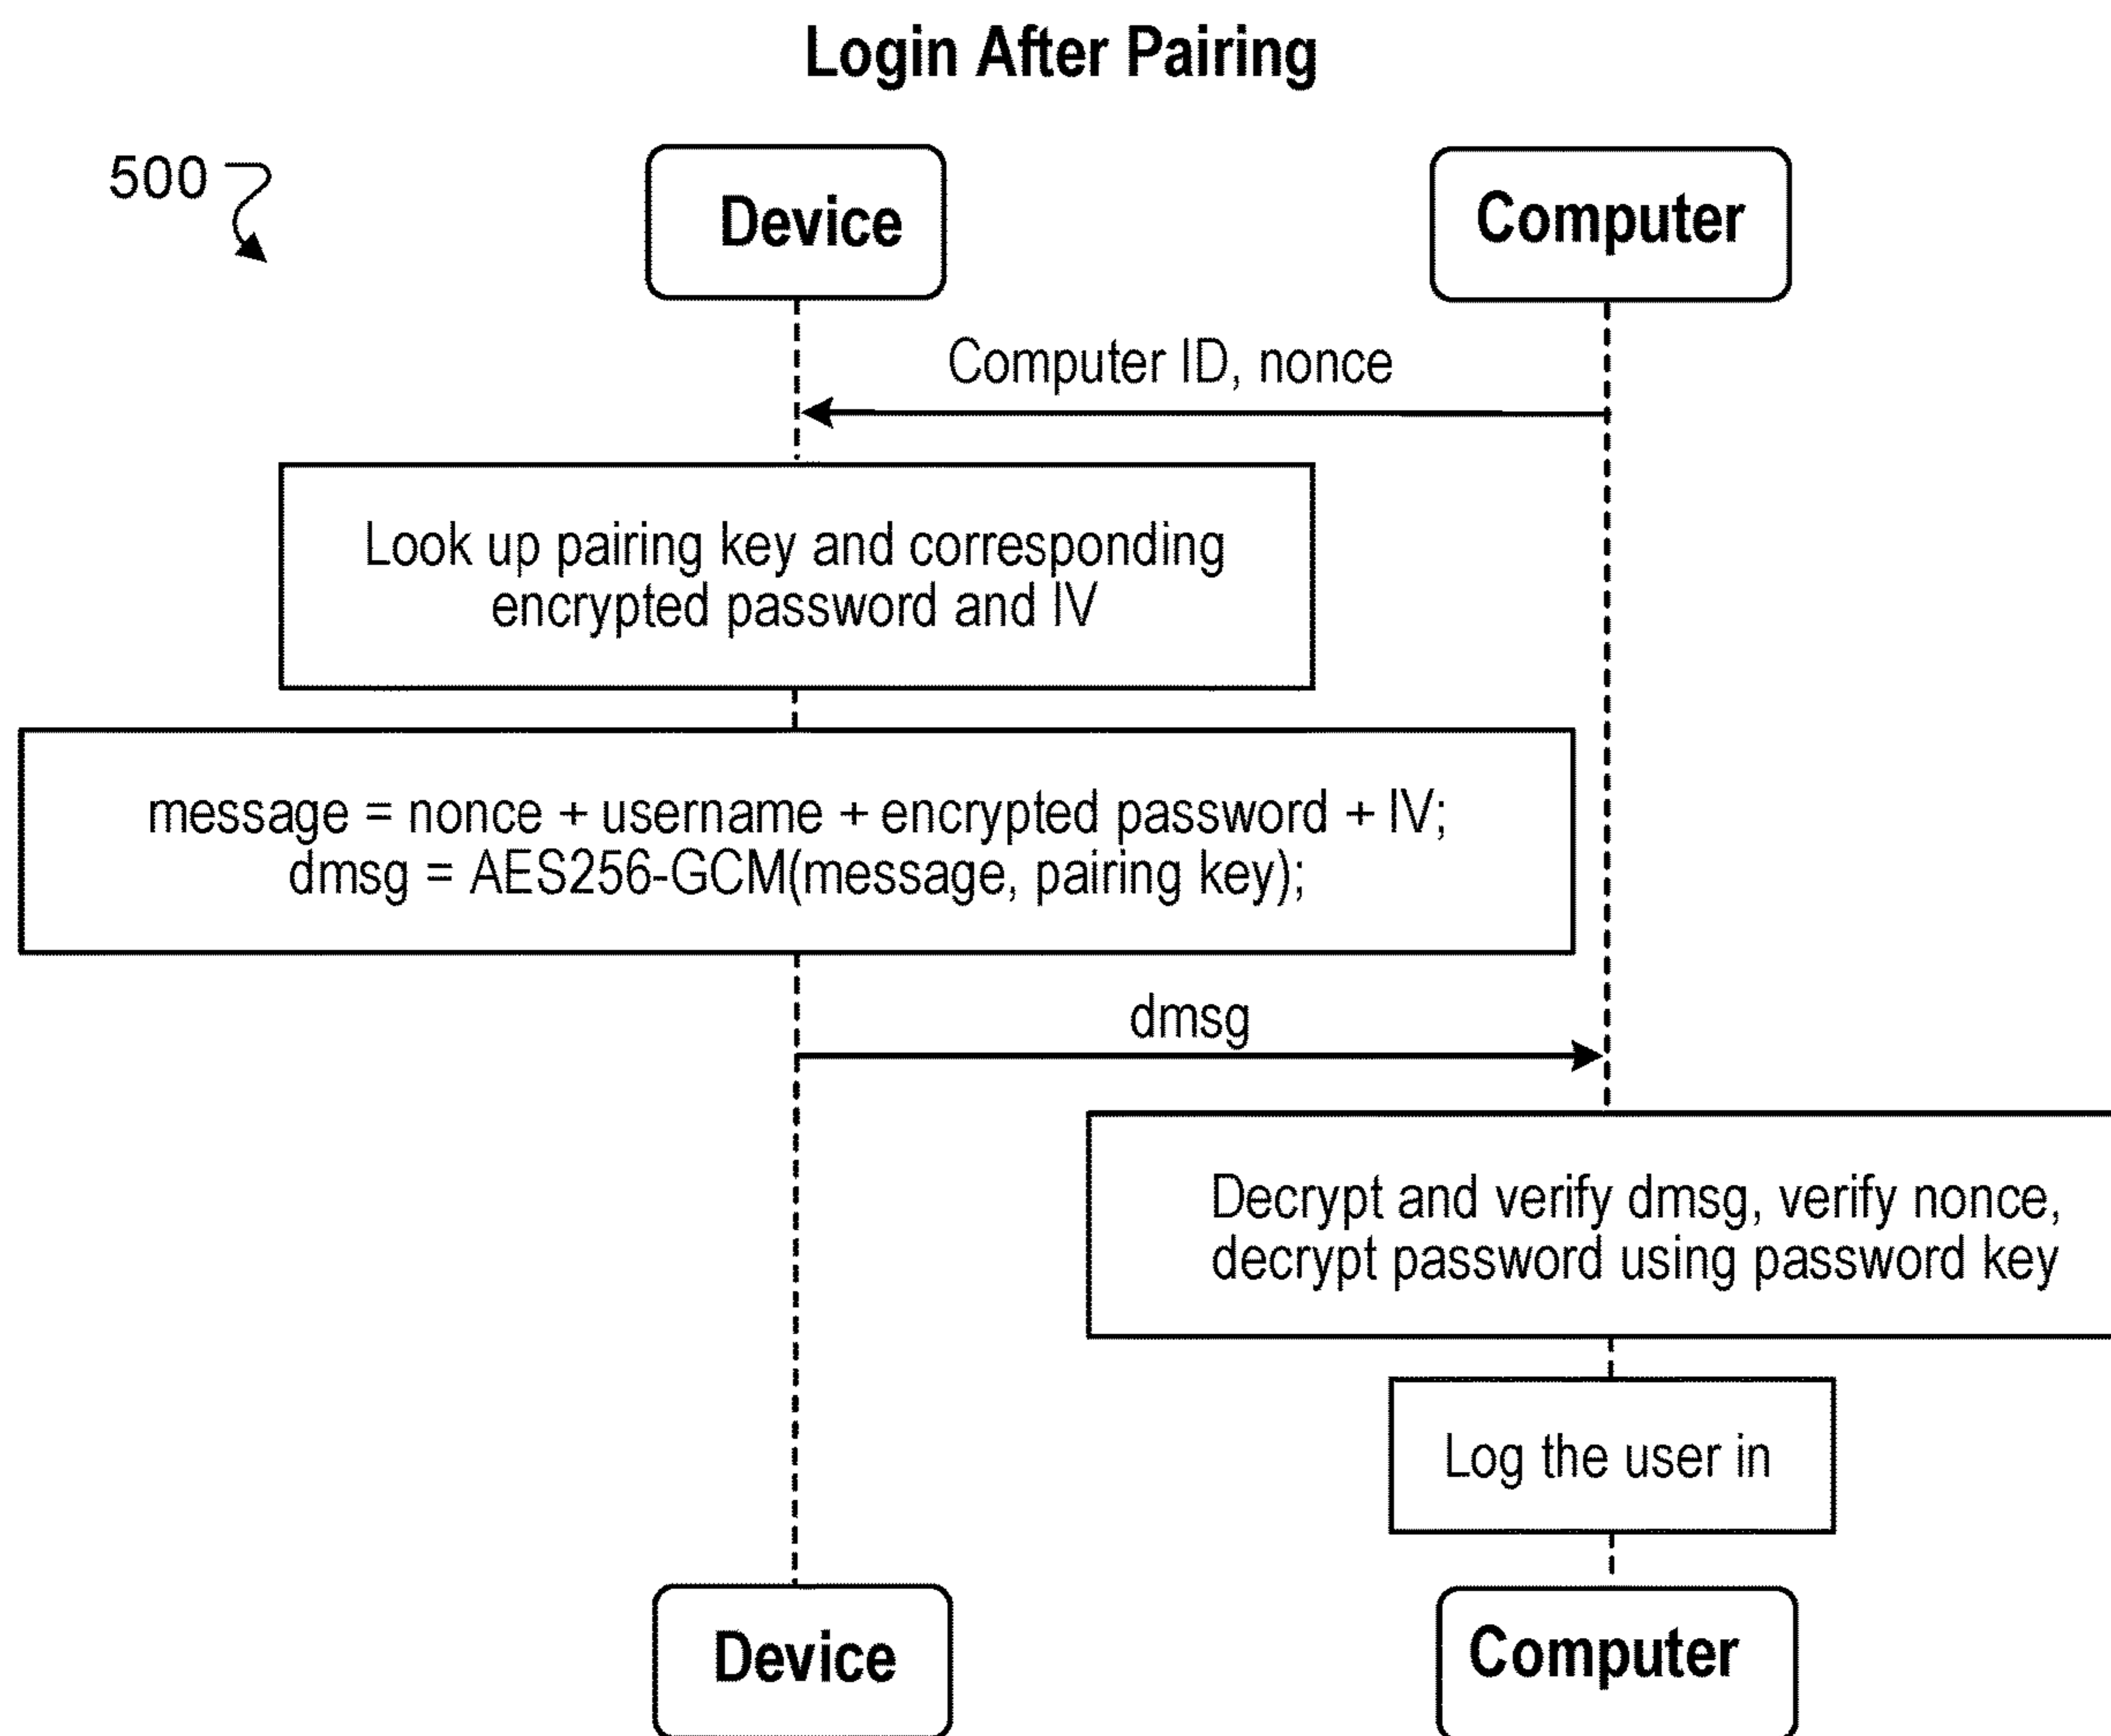 Login After Pairing
500
Device
Computer
Computer ID, nonce
Look up pairing key and corresponding
encrypted password and IV
message = nonce + username + encrypted password + IV;
dmsg = AES256-GCM(message, pairing key);
dmsg
Decrypt and verify dmsg, verify nonce,
decrypt password using password key
Log the user in
Device
Computer